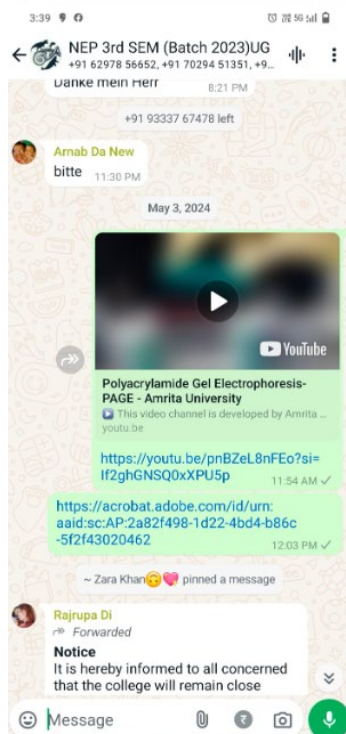 3:39
NEP 3rd SEM (Batch 2023)UG
+91 62978 56652, +91 70294 51351, +9...
Danke mein Herr
8:21 PM
+91 93337 67478 left
Arnab Da New
bitte 11:30 PM
May 3, 2024
YouTube
Polyacrylamide Gel Electrophoresis-
PAGE - Amrita University
This video channel is developed by Amrita ...
youtu.be
https://youtu.be/pnBZeL8nFEo?si=
If2ghGNSQ0xXPU5p
11:54 AM
https://acrobat.adobe.com/id/urn:
aaid:sc:AP:2a82f498-1d22-4bd4-b86c
-5f2f43020462
12:03 PM
~ Zara Khan🙃💘 pinned a message
Rajrupa Di
Forwarded
Notice
It is hereby informed to all concerned
that the college will remain close
Message